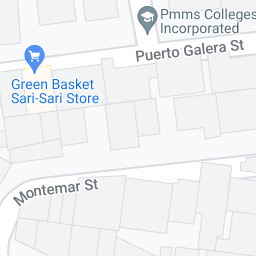 Pmms Colleges
Incorporated
Puerto Galera St
Green Basket
Sari-Sari Store
Montemar St